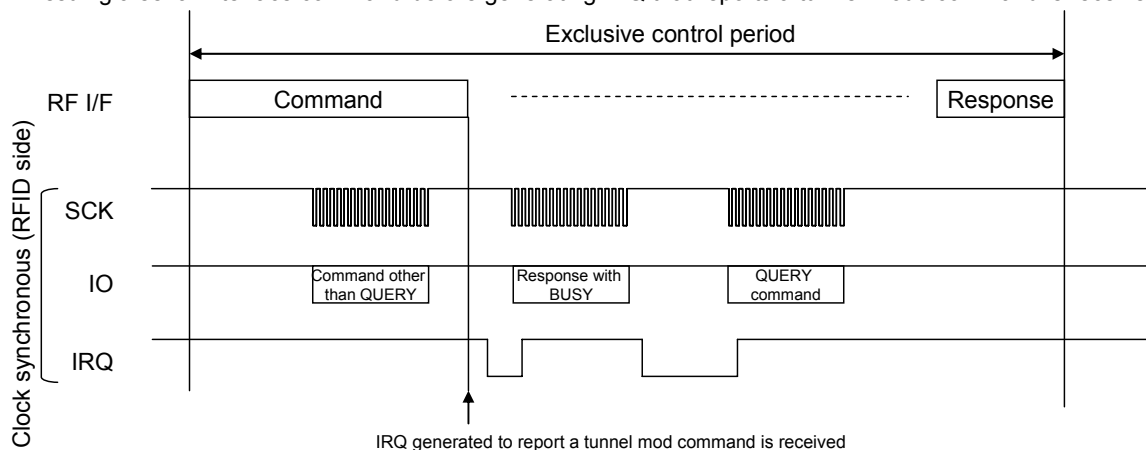 Exclusive control period
RF I/F
Command
Response
Clock synchronous (RFID side)
SCK
IO
Command other
than QUERY
Response with
BUSY
QUERY
command
IRQ
IRQ generated to report a tunnel mod command is received